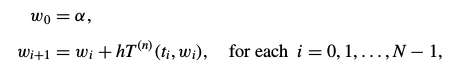 w₀ = α,
wᵢ₊₁ = wᵢ + hT⁽ⁿ⁾(tᵢ, wᵢ), for each i = 0, 1, . . . , N − 1,